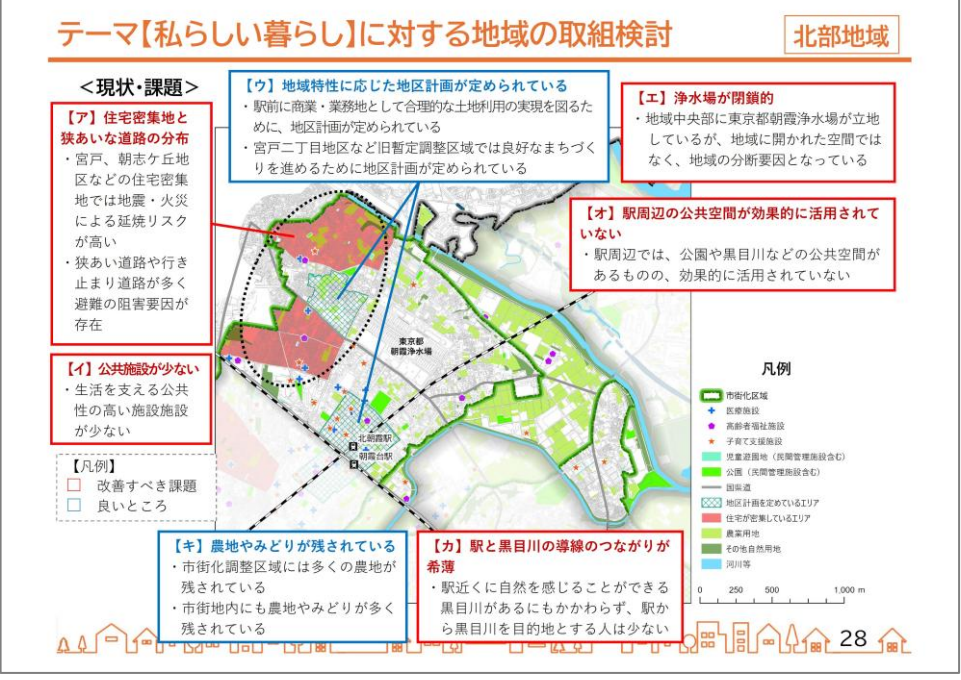 テーマ【私らしい暮らし】に対する地域の取組検討
北部地域
＜現状・課題＞
【ア】住宅密集地と
狭あいな道路の分布
・宮戸、朝志ケ丘地
区などの住宅密集
地では地震・火災
による延焼リスク
が高い
・狭あい道路や行き
止まり道路が多く
避難の阻害要因が
存在
【イ】公共施設が少ない
・生活を支える公共
性の高い施設施設
が少ない
【凡例】
改善すべき課題
良いところ
【ウ】地域特性に応じた地区計画が定められている
・駅前に商業・業務地として合理的な土地利用の実現を図るた
めに、地区計画が定められている
・宮戸二丁目地区など旧暫定調整区域では良好なまちづく
りを進めるために地区計画が定められている
【エ】浄水場が閉鎖的
・地域中央部に東京都朝霞浄水場が立地
しているが、地域に開かれた空間では
なく、地域の分断要因となっている
【オ】駅周辺の公共空間が効果的に活用されて
いない
・駅周辺では、公園や黒目川などの公共空間が
あるものの、効果的に活用されていない
東京都
朝霞浄水場
北朝霞駅
朝霞台駅
凡例
市街化区域
医療施設
高齢者福祉施設
子育て支援施設
児童遊園地（民間管理施設含む）
公園（民間管理施設含む）
国県道
地区計画を定めているエリア
住宅が密集しているエリア
農業用地
その他自然用地
河川等
0 250 500 1,000 m
【キ】農地やみどりが残されている
・市街化調整区域には多くの農地が
残されている
・市街地内にも農地やみどりが多く
残されている
【カ】駅と黒目川の導線のつながりが
希薄
・駅近くに自然を感じることができる
黒目川があるにもかかわらず、駅か
ら黒目川を目的地とする人は少ない
28